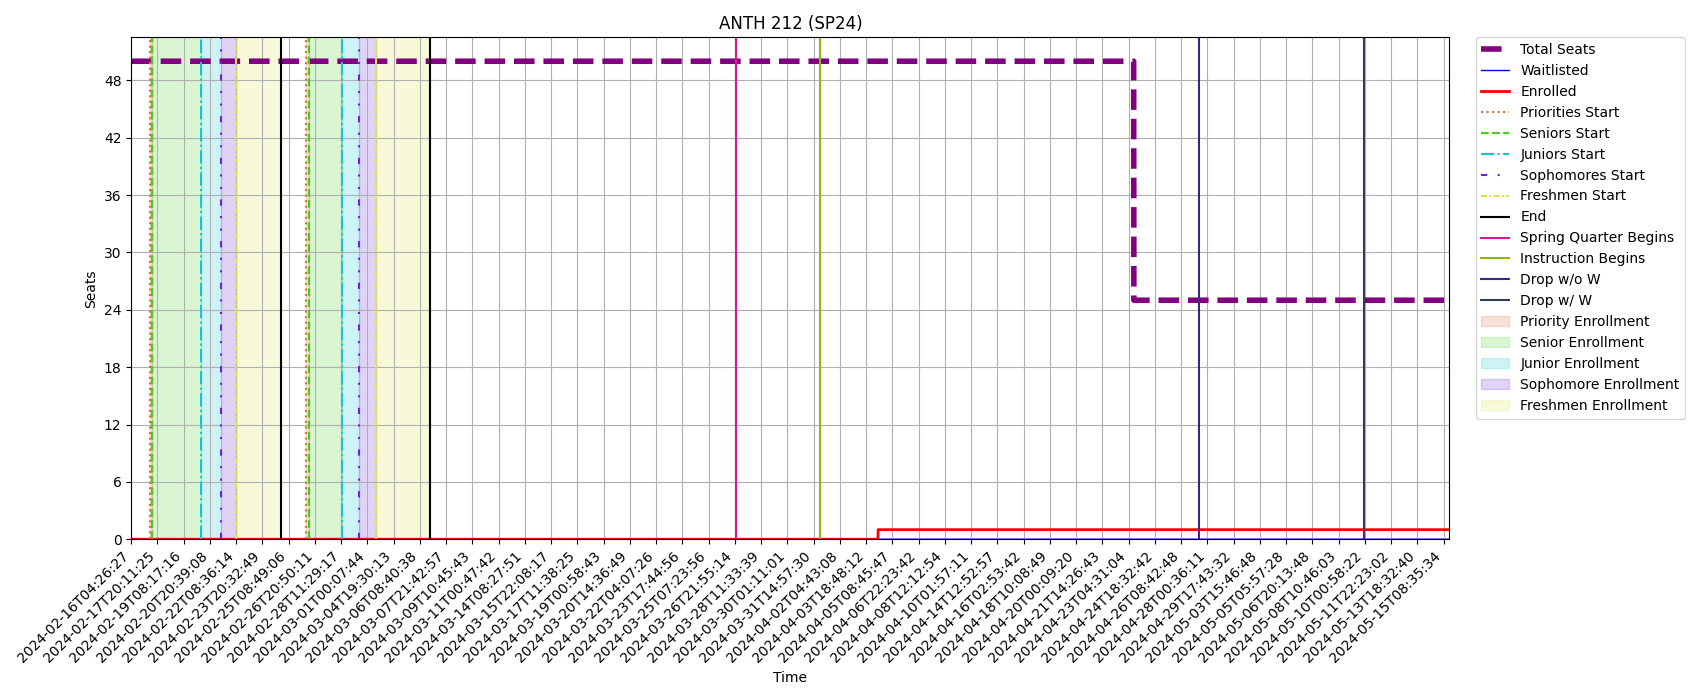 ANTH 212 (SP24)
Seats
48
42
36
30
24
18
12
6
0
2024-02-16T04:26:27
2024-02-17T20:11:25
2024-02-19T08:17:16
2024-02-20T20:39:08
2024-02-22T08:36:14
2024-02-23T20:32:49
2024-02-25T08:49:06
2024-02-26T20:50:11
2024-02-28T11:29:17
2024-03-01T00:07:44
2024-03-04T19:30:13
2024-03-06T08:40:38
2024-03-07T21:42:57
2024-03-09T10:45:43
2024-03-11T00:47:42
2024-03-14T08:27:51
2024-03-15T22:08:17
2024-03-17T11:38:25
2024-03-19T00:58:43
2024-03-20T14:36:49
2024-03-22T04:07:26
2024-03-23T17:44:56
2024-03-25T07:23:56
2024-03-26T21:55:14
2024-03-28T11:33:39
2024-03-30T01:11:01
2024-03-31T14:57:30
2024-04-02T04:43:08
2024-04-03T18:48:12
2024-04-05T08:45:47
2024-04-06T22:23:42
2024-04-08T12:12:54
2024-04-10T01:57:11
2024-04-14T12:52:57
2024-04-16T02:53:42
2024-04-18T10:08:49
2024-04-20T00:09:20
2024-04-21T14:26:43
2024-04-23T04:31:04
2024-04-24T18:32:42
2024-04-26T08:42:48
2024-04-28T00:36:11
2024-04-29T17:43:32
2024-05-03T15:46:48
2024-05-05T05:57:28
2024-05-06T20:13:48
2024-05-08T10:46:03
2024-05-10T00:58:22
2024-05-11T22:23:02
2024-05-13T18:32:40
2024-05-15T08:35:34
Time
Total Seats
Waitlisted
Enrolled
Priorities Start
Seniors Start
Juniors Start
Sophomores Start
Freshmen Start
End
Spring Quarter Begins
Instruction Begins
Drop w/o W
Drop w/ W
Priority Enrollment
Senior Enrollment
Junior Enrollment
Sophomore Enrollment
Freshmen Enrollment